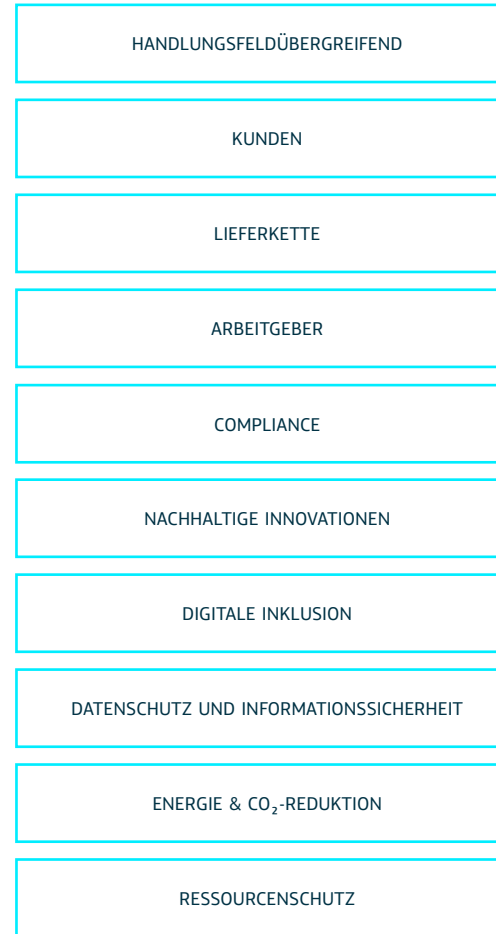 HANDLUNGSFELDÜBERGREIFEND
KUNDEN
LIEFERKETTE
ARBEITGEBER
COMPLIANCE
NACHHALTIGE INNOVATIONEN
DIGITALE INKLUSION
DATENSCHUTZ UND INFORMATIONSSICHERHEIT
ENERGIE & CO₂-REDUKTION
RESSOURCENSCHUTZ